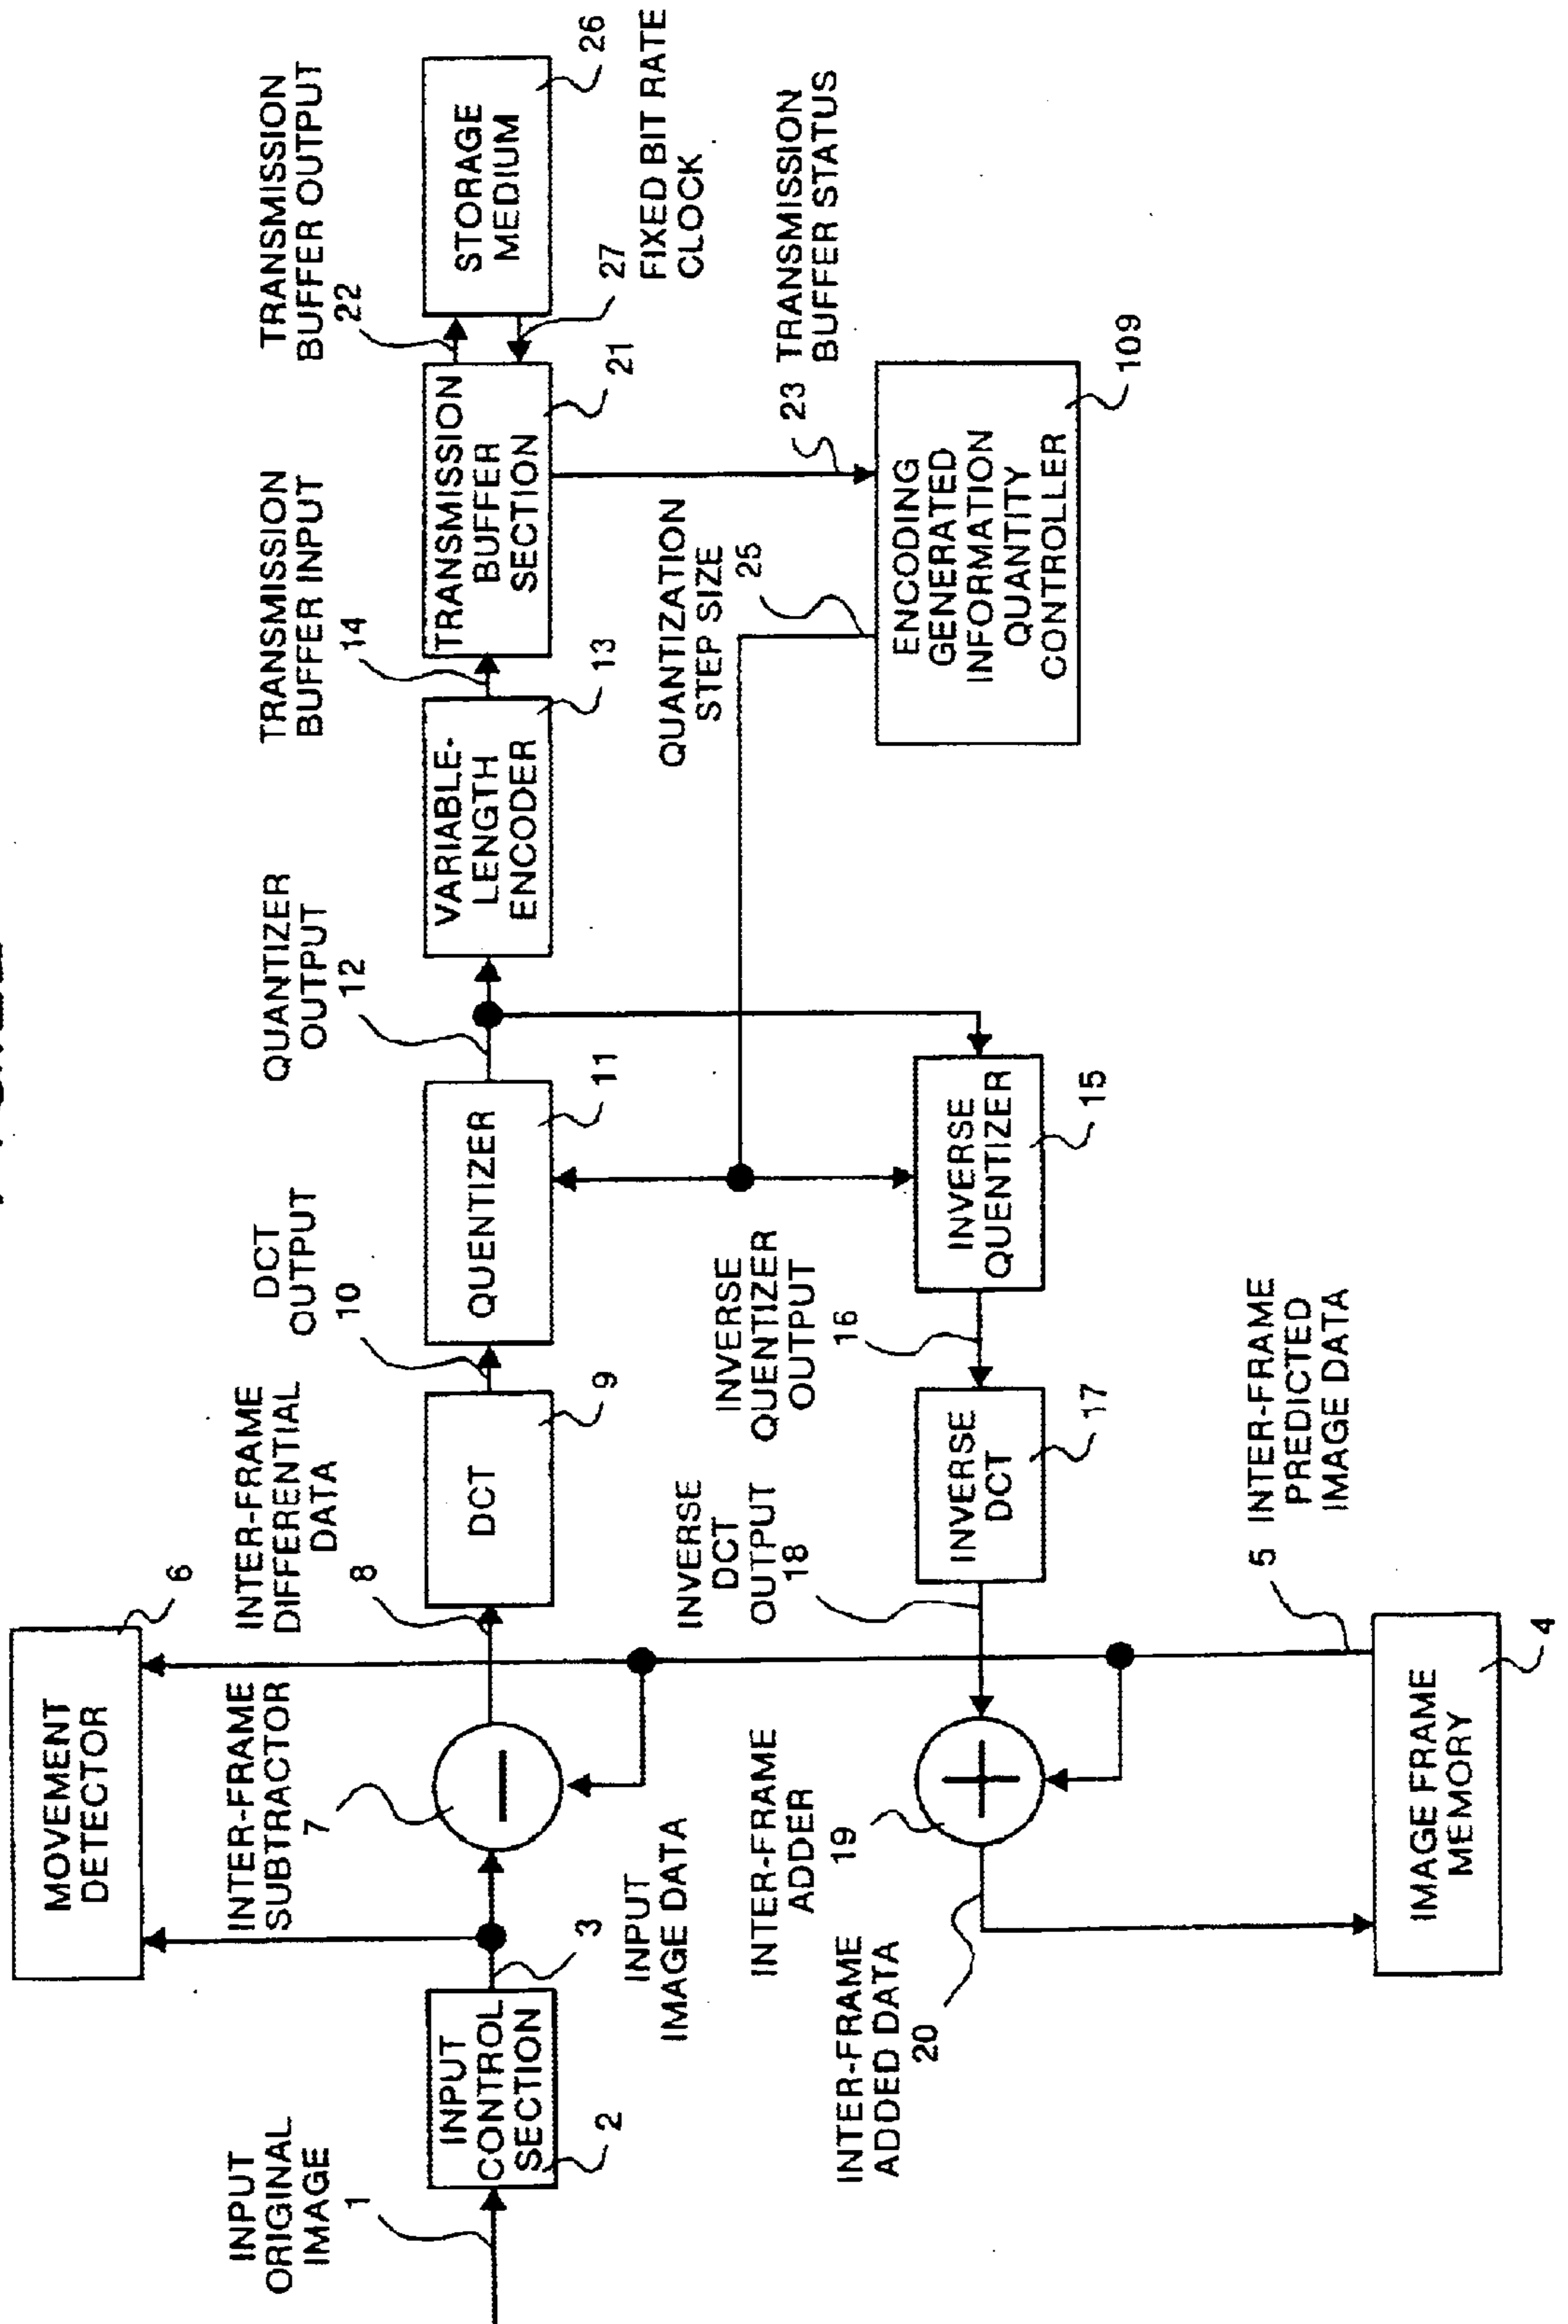 MOVEMENT
DETECTOR
6
INPUT
ORIGINAL
IMAGE
1
INPUT
CONTROL
SECTION
2
3
INPUT
IMAGE DATA
INTER-FRAME
SUBTRACTOR
7
INTER-FRAME
DIFFERENTIAL
DATA
8
DCT
9
DCT
OUTPUT
10
QUENTIZER
11
QUANTIZER
OUTPUT
12
VARIABLE-
LENGTH
ENCODER
13
TRANSMISSION
BUFFER INPUT
14
TRANSMISSION
BUFFER
SECTION
21
TRANSMISSION
BUFFER OUTPUT
22
STORAGE
MEDIUM
26
27
FIXED BIT RATE
CLOCK
23 TRANSMISSION
BUFFER STATUS
QUANTIZATION
STEP SIZE
25
ENCODING
GENERATED
INFORMATION
QUANTITY
CONTROLLER
109
INVERSE
QUENTIZER
15
INVERSE
QUENTIZER
OUTPUT
16
INVERSE
DCT
17
INVERSE
DCT
OUTPUT
18
INTER-FRAME
ADDER
19
INTER-FRAME
ADDED DATA
20
5 INTER-FRAME
PREDICTED
IMAGE DATA
IMAGE FRAME
MEMORY
4